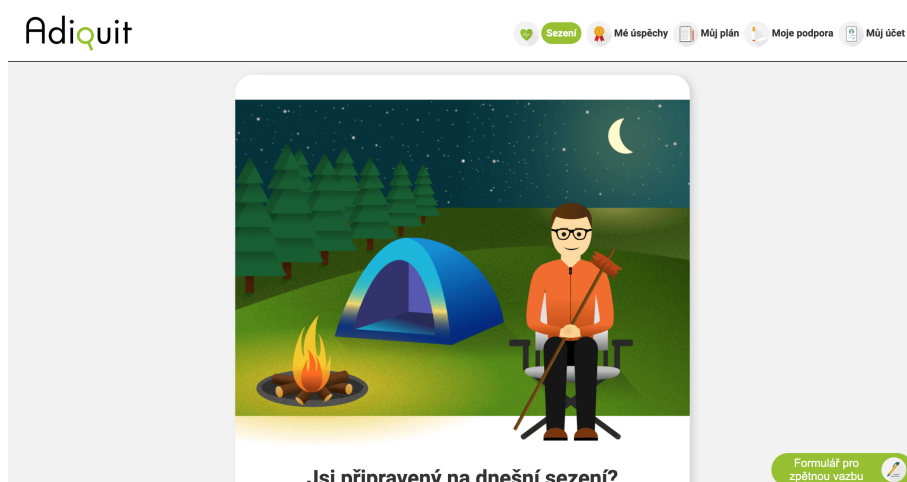 Adiquit
Sezení
Mé úspěchy
Můj plán
Moje podpora
Můj účet
Jsi připravený na dnešní sezení?
Formulář pro
zpětnou vazbu